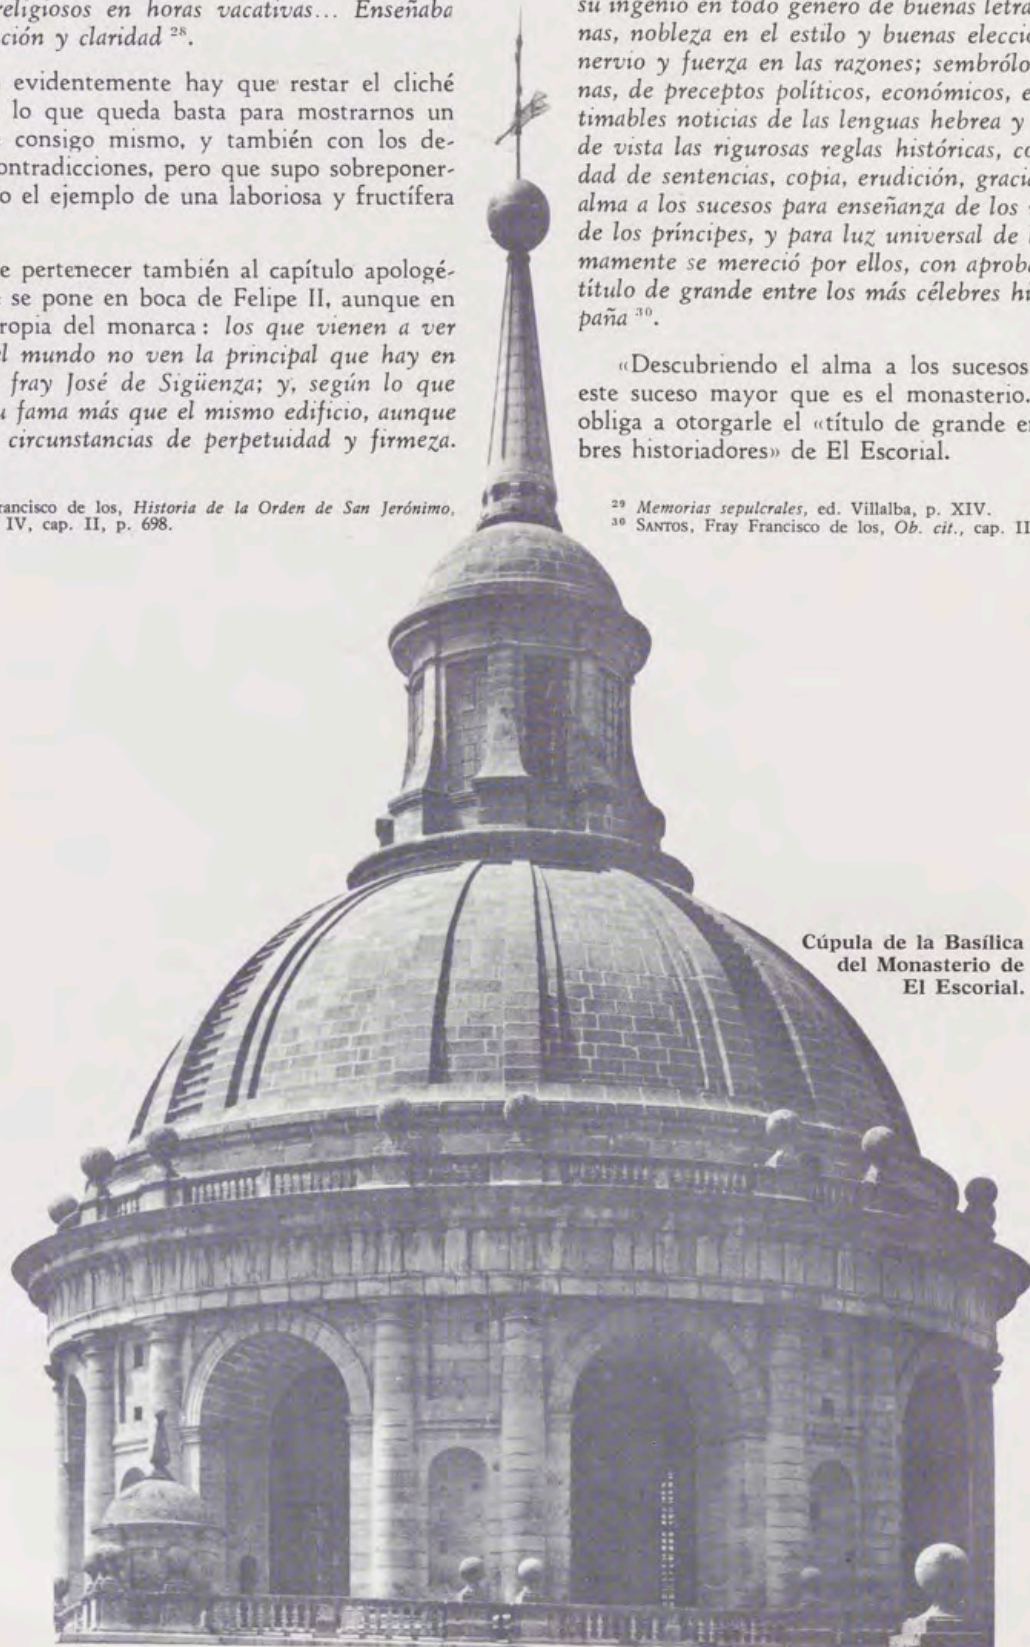 religiosos en horas vacativas... Enseñaba
ción y claridad ²⁸.
evidentemente hay que restar el cliché
lo que queda basta para mostrarnos un
consigo mismo, y también con los de-
ontradicciones, pero que supo sobreponer-
o el ejemplo de una laboriosa y fructífera
e pertenecer también al capítulo apologé-
se pone en boca de Felipe II, aunque en
ropia del monarca: los que vienen a ver
el mundo no ven la principal que hay en
fray José de Sigüenza; y, según lo que
u fama más que el mismo edificio, aunque
circunstancias de perpetuidad y firmeza.
rancisco de los, Historia de la Orden de San Jerónimo,
IV, cap. II, p. 698.
su ingenio en todo género de buenas letra
nas, nobleza en el estilo y buenas elecció
nervio y fuerza en las razones; sembrólo
nas, de preceptos políticos, económicos, e
timables noticias de las lenguas hebrea y
de vista las rigurosas reglas históricas, co
dad de sentencias, copia, erudición, graci
alma a los sucesos para enseñanza de los
de los príncipes, y para luz universal de
mamente se mereció por ellos, con aproba
título de grande entre los más célebres hi
paña ³⁰.
«Descubriendo el alma a los sucesos
este suceso mayor que es el monasterio.
obliga a otorgarle el «título de grande e
bres historiadores» de El Escorial.
²⁹ Memorias sepulcrales, ed. Villalba, p. XIV.
³⁰ SANTOS, Fray Francisco de los, Ob. cit., cap. II
Cúpula de la Basílica
del Monasterio de
El Escorial.